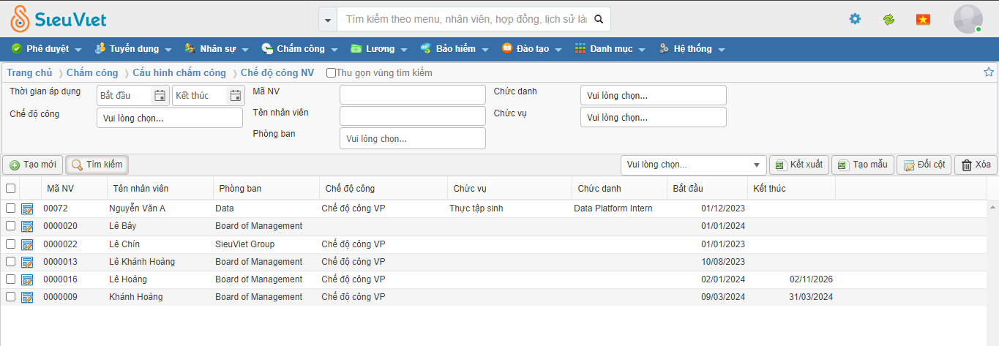 SIEUVIET
Tìm kiếm theo menu, nhân viên, hợp đồng, lịch sử làm
Phê duyệt Tuyển dụng Nhân sự Chấm công Lương Bảo hiểm Đào tạo Danh mục Hệ thống
Trang chủ Chấm công Cấu hình chấm công Chế độ công NV Thu gọn vùng tìm kiếm
Thời gian áp dụng Bắt đầu Kết thúc Mã NV Chức danh Vui lòng chọn...
Chế độ công Vui lòng chọn... Tên nhân viên Chức vụ Vui lòng chọn...
Phòng ban Vui lòng chọn...
Tạo mới Tìm kiếm Vui lòng chọn... Kết xuất Tạo mẫu Đổi cột Xóa
Mã NV Tên nhân viên Phòng ban Chế độ công Chức vụ Chức danh Bắt đầu Kết thúc
00072 Nguyễn Văn A Data Chế độ công VP Thực tập sinh Data Platform Intern 01/12/2023
0000020 Lê Bảy Board of Management 01/01/2024
0000022 Lê Chín SieuViet Group Chế độ công VP 01/01/2023
0000013 Lê Khánh Hoàng Board of Management Chế độ công VP 10/08/2023
0000016 Lê Hoàng Board of Management Chế độ công VP 02/01/2024 02/11/2026
0000009 Khánh Hoàng Board of Management Chế độ công VP 09/03/2024 31/03/2024